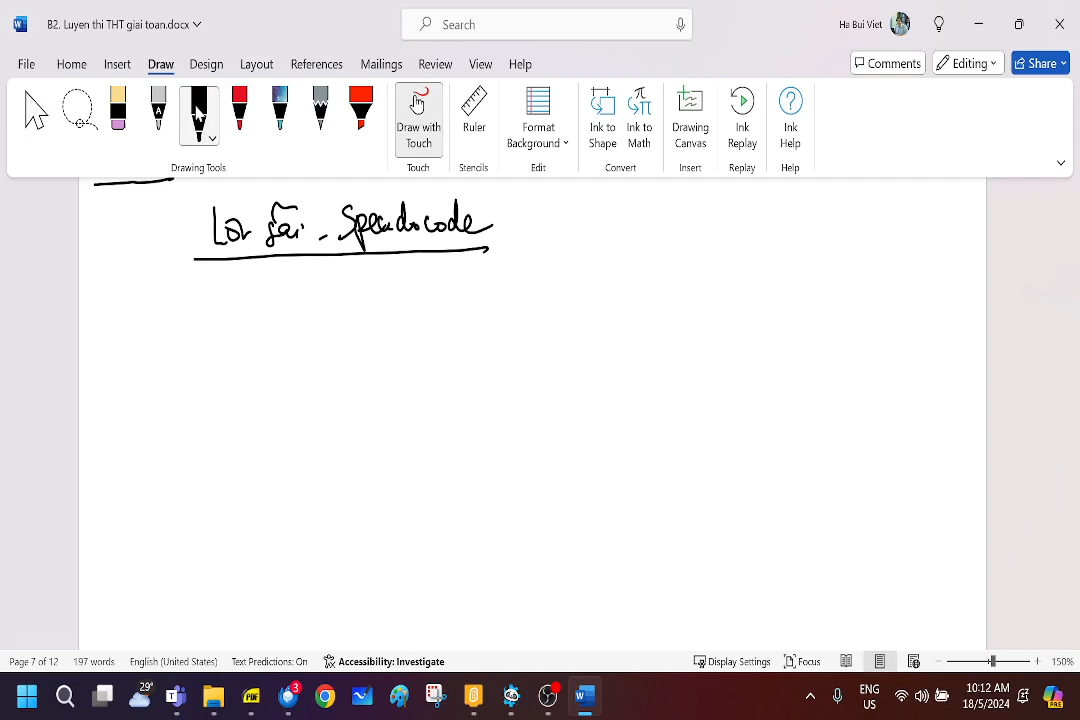 B2. Luyen thi THT giai toan.docx
Search
Ha Bui Viet
File Home Insert Draw Design Layout References Mailings Review View Help
Comments Editing Share
Draw with Touch
Ruler
Format Background
Ink to Shape
Ink to Math
Drawing Canvas
Ink Replay
Ink Help
Drawing Tools Touch Stencils Edit Convert Insert Replay Help
Speudocode
Page 7 of 12 197 words English (United States) Text Predictions: On Accessibility: Investigate Display Settings Focus 150%
29° 3 PDF ENG US 10:12 AM 18/5/2024 PRE